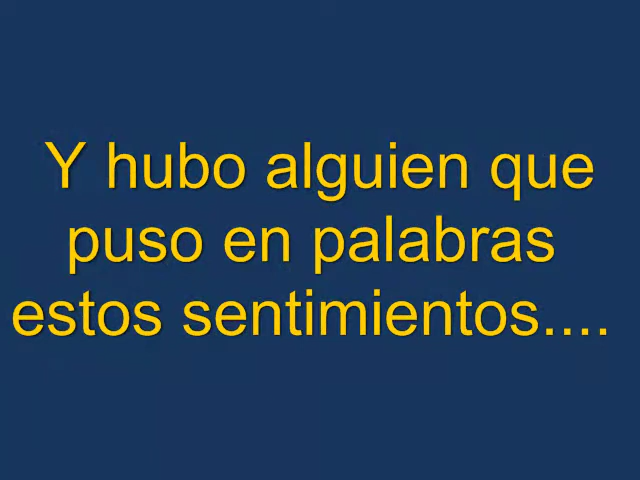 Y hubo alguien que
puso en palabras
estos sentimientos....